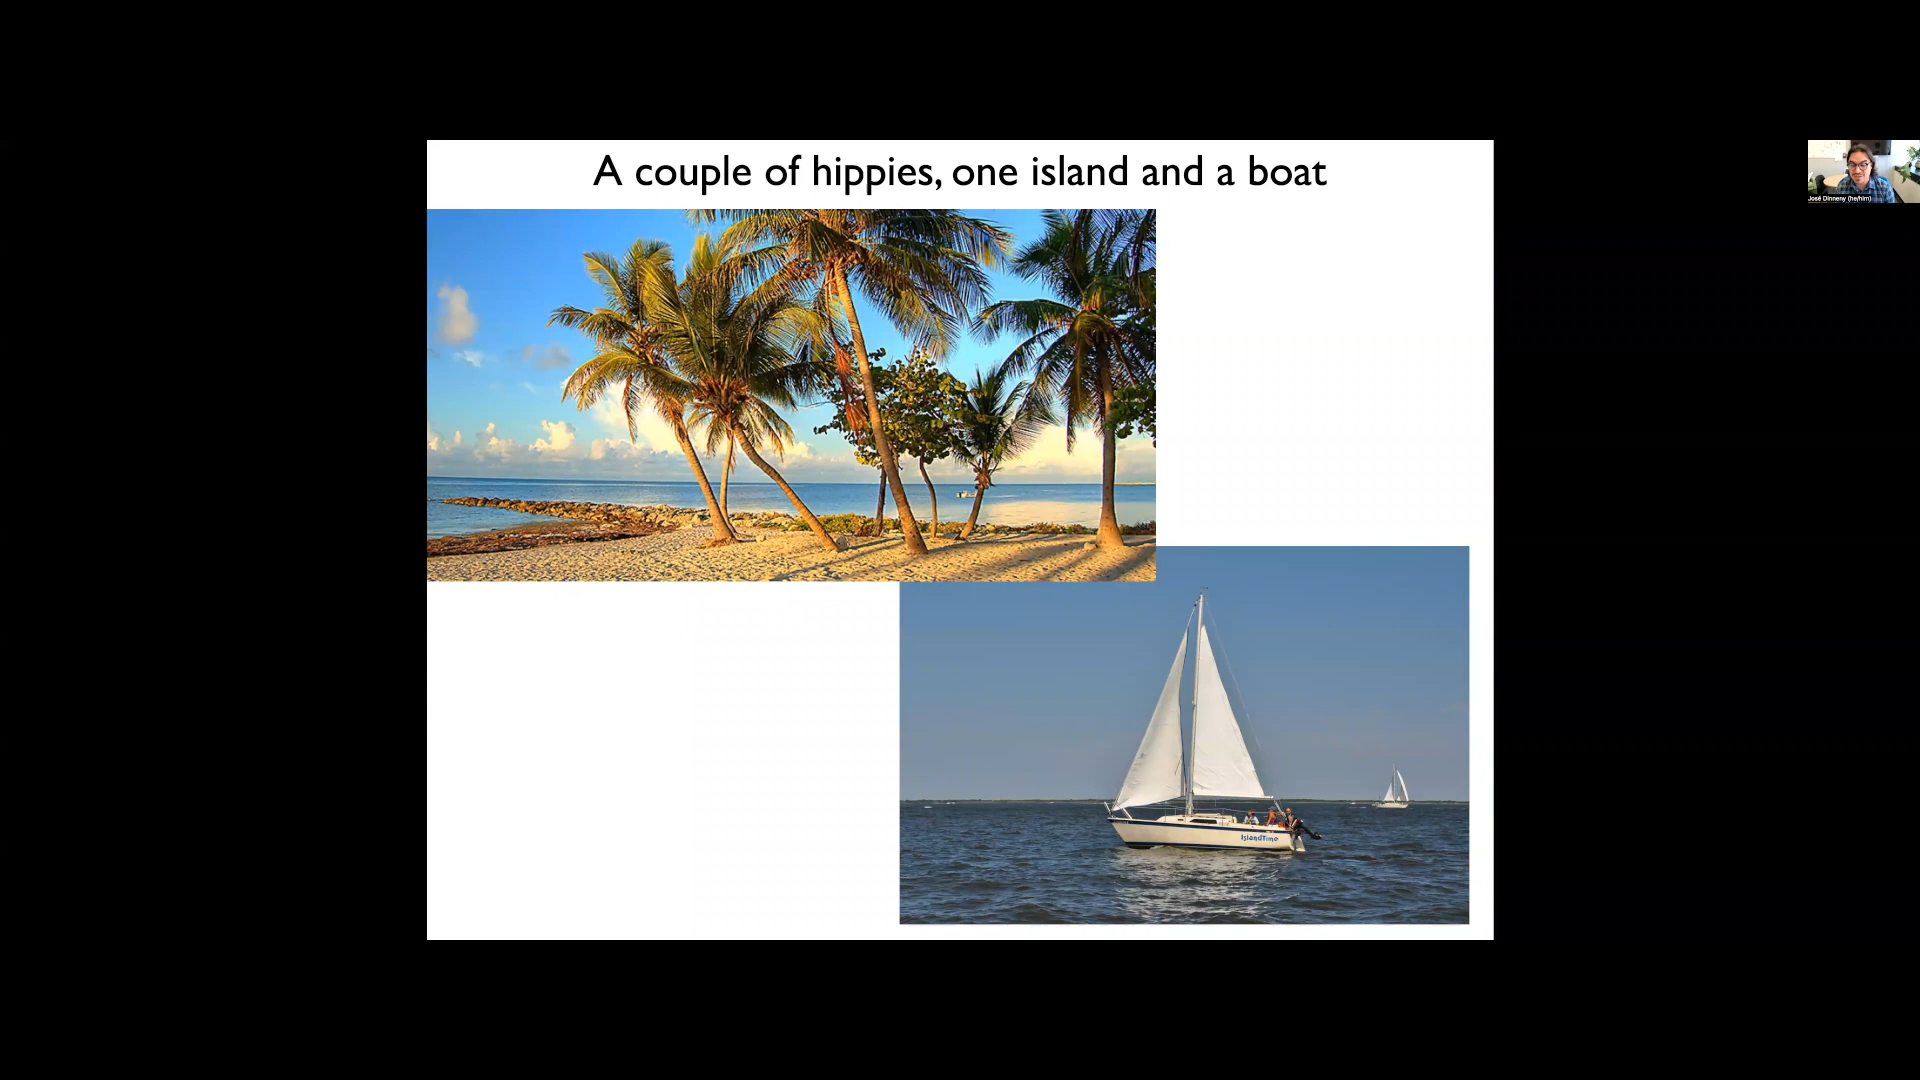 A couple of hippies, one island and a boat
José Dinneny (he/him)
IslandTime